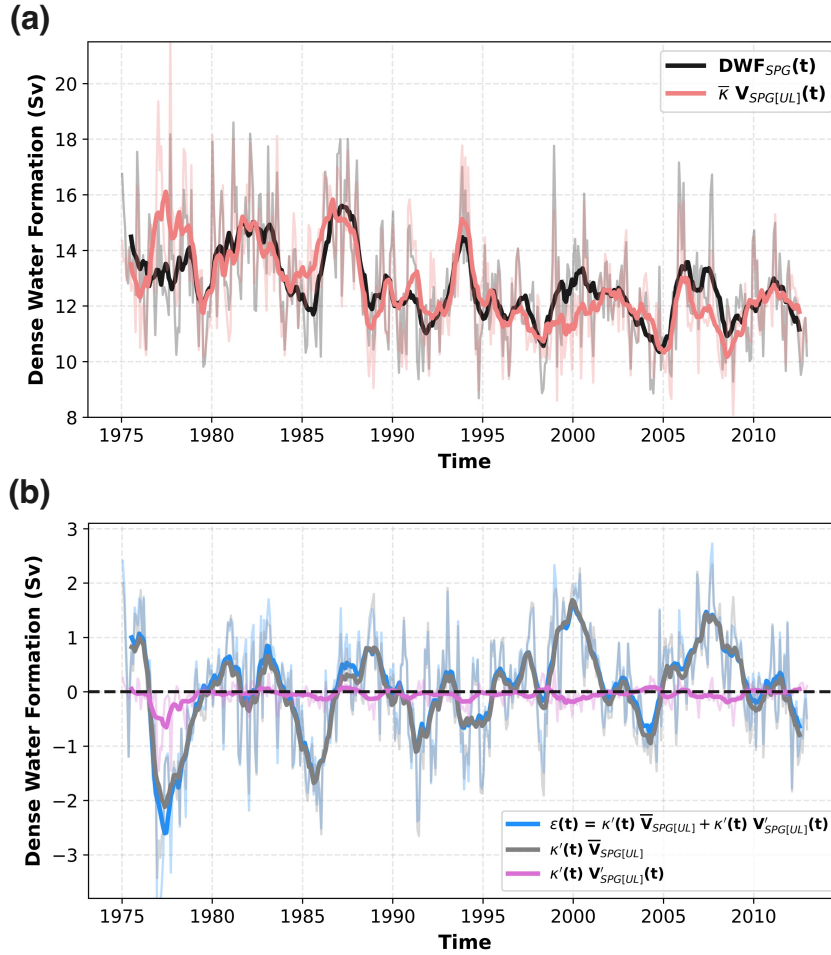 (a)
Dense Water Formation (Sv)
20
18
16
14
12
10
8
DWF_SPG(t)
κ̅ V_SPG[UL](t)
1975 1980 1985 1990 1995 2000 2005 2010
Time
(b)
Dense Water Formation (Sv)
3
2
1
0
−1
−2
−3
ε(t) = κ′(t) V̅_SPG[UL] + κ′(t) V′_SPG[UL](t)
κ′(t) V̅_SPG[UL]
κ′(t) V′_SPG[UL](t)
1975 1980 1985 1990 1995 2000 2005 2010
Time